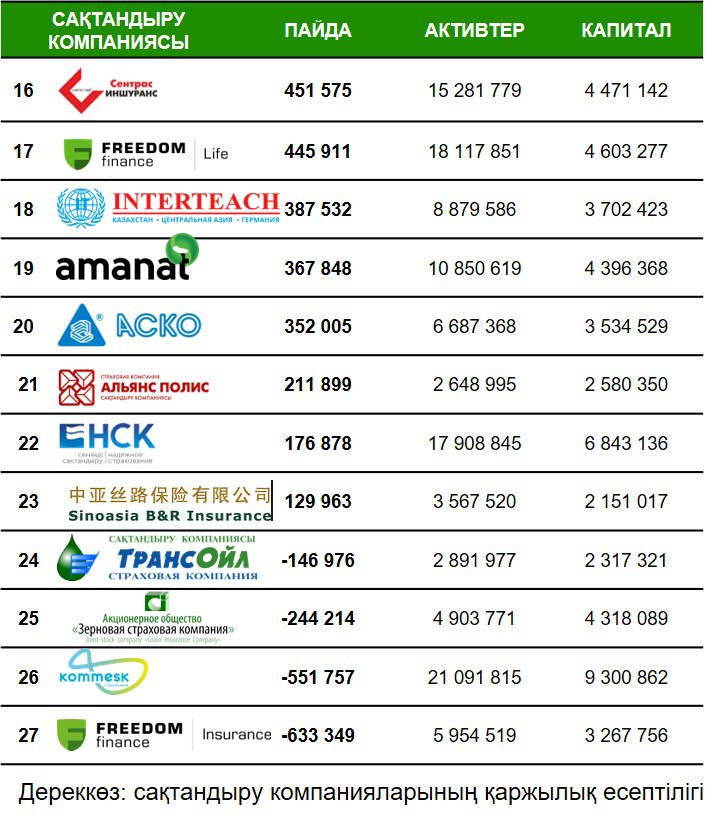 САҚТАНДЫРУ КОМПАНИЯСЫ ПАЙДА АКТИВТЕР КАПИТАЛ
16 Сентрас ИНШУРАНС 451 575 15 281 779 4 471 142
17 FREEDOM finance Life 445 911 18 117 851 4 603 277
18 INTERTEACH КАЗАХСТАН • ЦЕНТРАЛЬНАЯ АЗИЯ • ГЕРМАНИЯ 387 532 8 879 586 3 702 423
19 amanat 367 848 10 850 619 4 396 368
20 АСКО 352 005 6 687 368 3 534 529
21 СТРАХОВАЯ КОМПАНИЯ АЛЬЯНС ПОЛИС САҚТАНДЫРУ КОМПАНИЯСЫ 211 899 2 648 995 2 580 350
22 НСК сенімді сақтандыру надежное страхование 176 878 17 908 845 6 843 136
23 中亚丝路保险有限公司 Sinoasia B&R Insurance 129 963 3 567 520 2 151 017
24 САҚТАНДЫРУ КОМПАНИЯСЫ ТРАНСОЙЛ СТРАХОВАЯ КОМПАНИЯ -146 976 2 891 977 2 317 321
25 Акционерное общество «Зерновая страховая компания» Joint-stock company «Grain Insurance Company» -244 214 4 903 771 4 318 089
26 kommesk -551 757 21 091 815 9 300 862
27 FREEDOM finance Insurance -633 349 5 954 519 3 267 756
Дереккөз: сақтандыру компанияларының қаржылық есептілігі